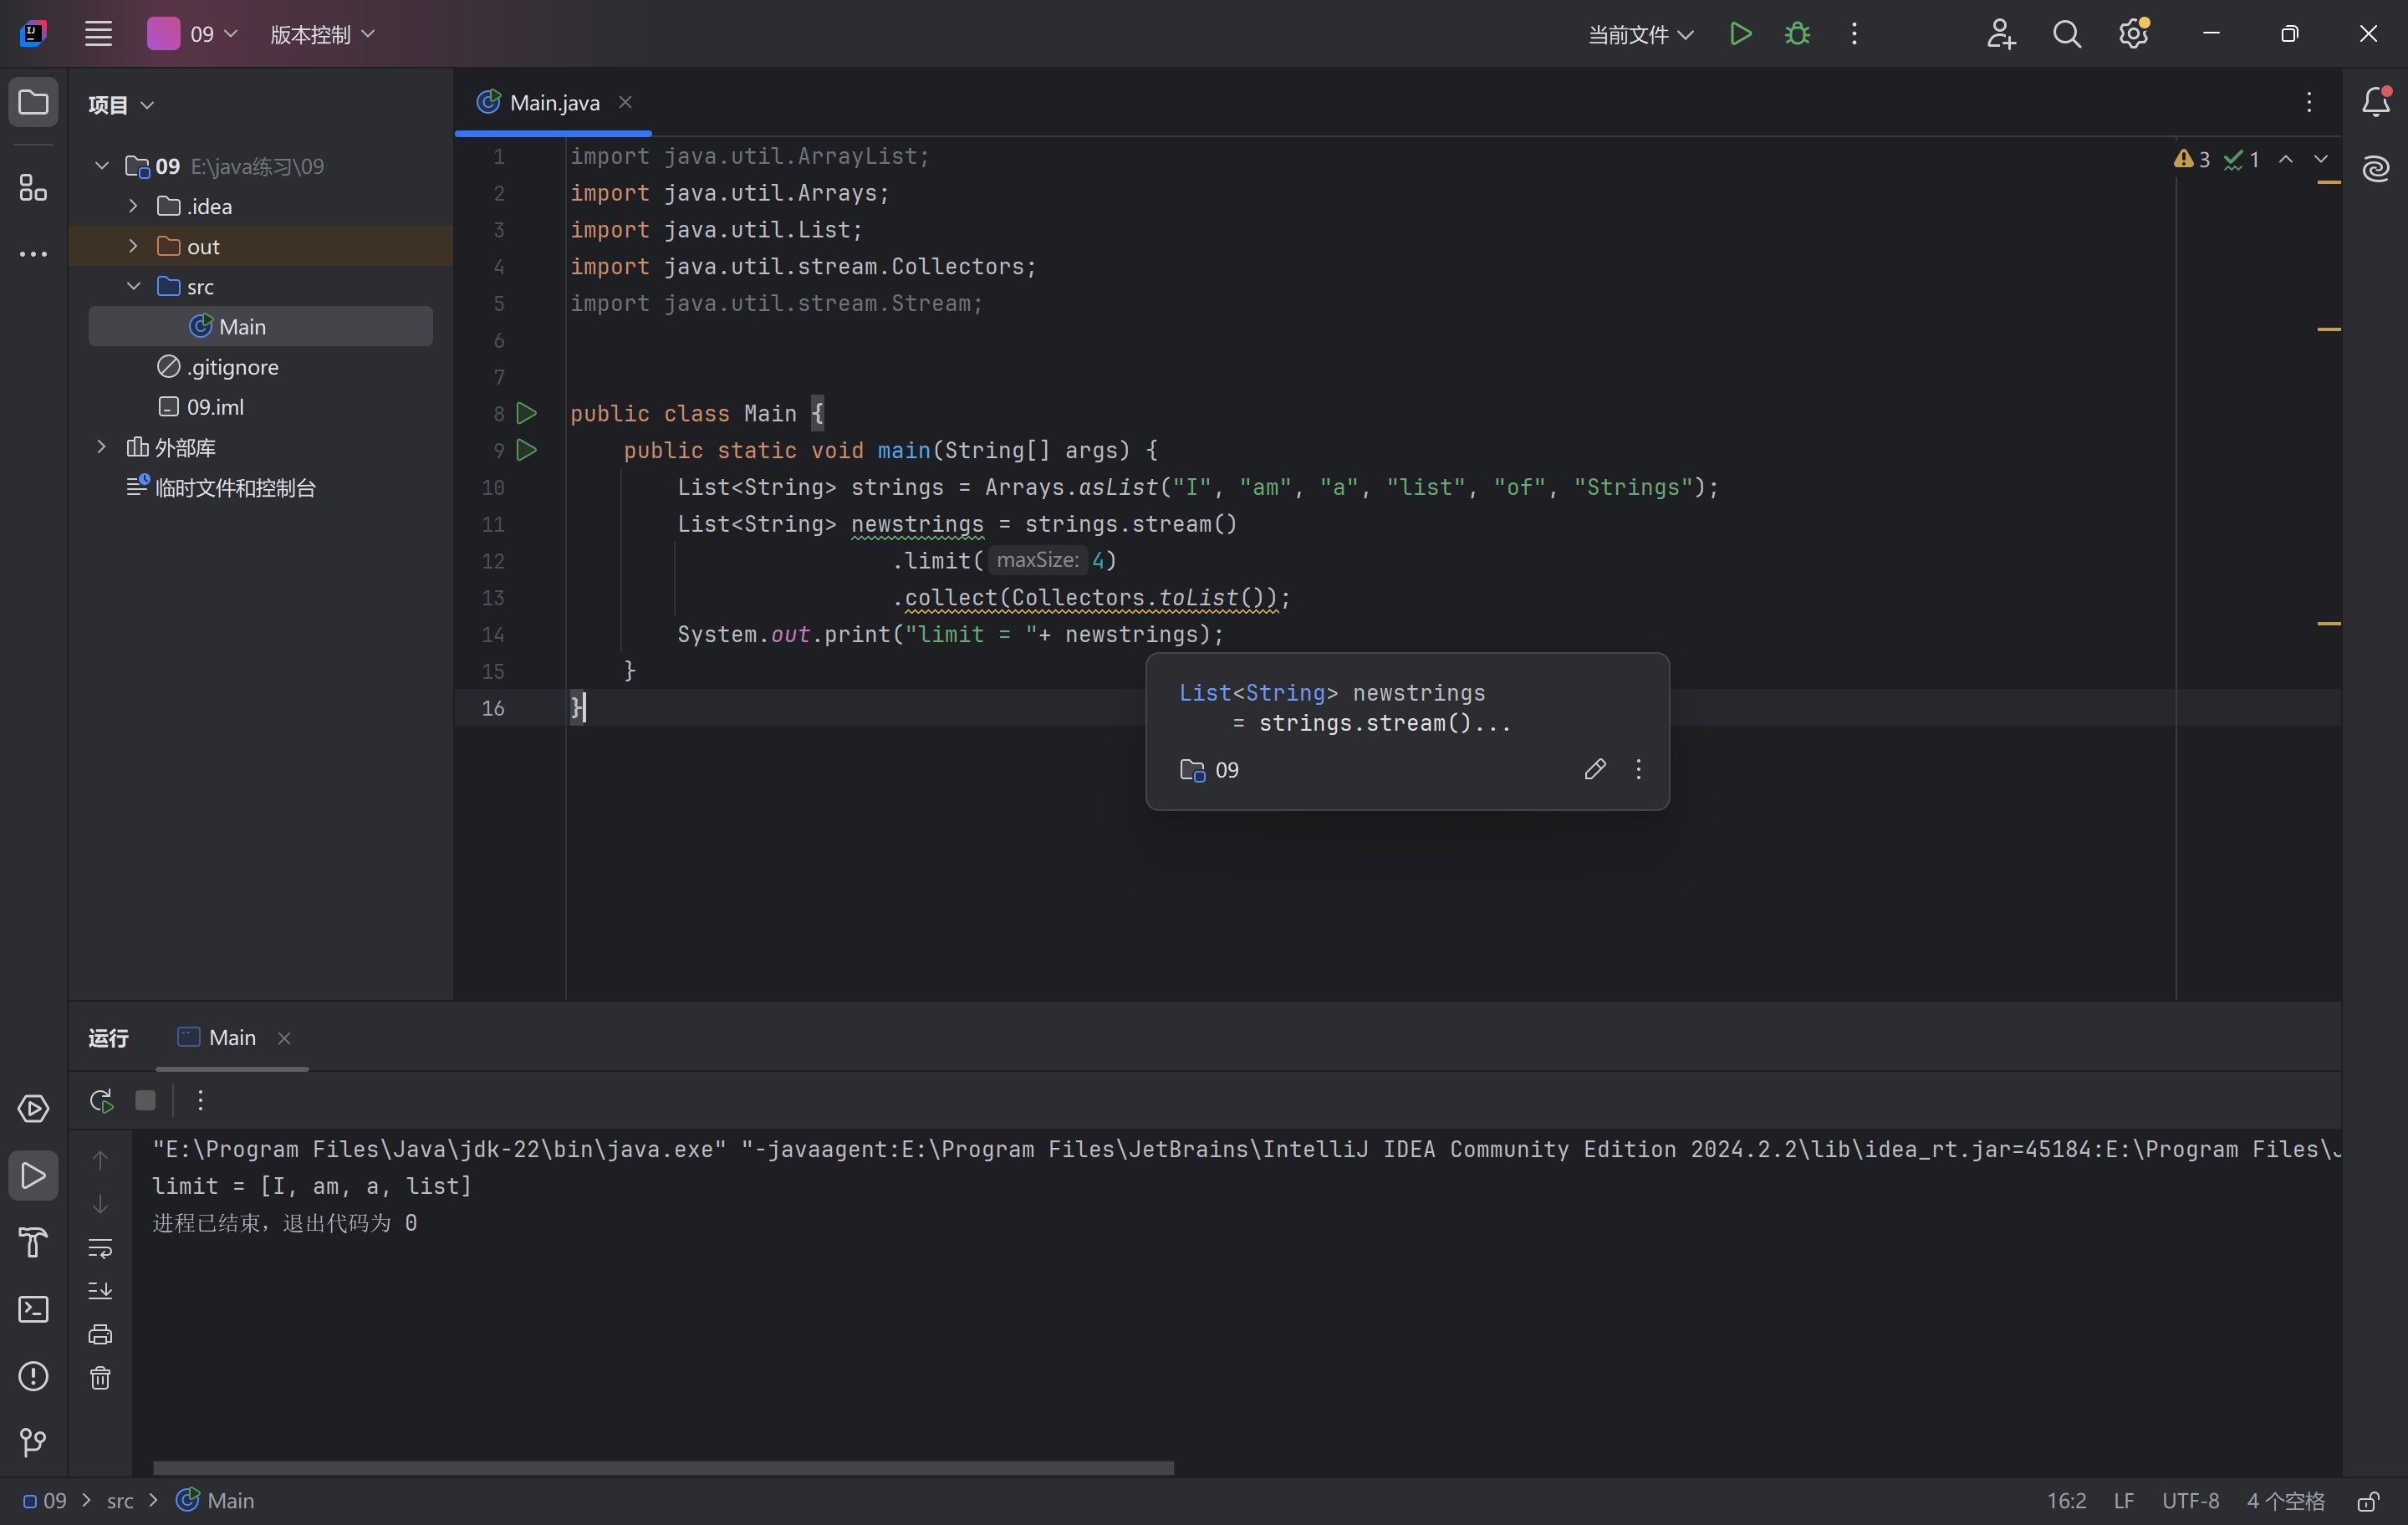 09 版本控制 当前文件
项目
Main.java
09 E:\java练习\09
.idea
out
src
Main
.gitignore
09.iml
外部库
临时文件和控制台
3 1
1 import java.util.ArrayList;
2 import java.util.Arrays;
3 import java.util.List;
4 import java.util.stream.Collectors;
5 import java.util.stream.Stream;
6
7
8 public class Main {
9 public static void main(String[] args) {
10 List<String> strings = Arrays.asList("I", "am", "a", "list", "of", "Strings");
11 List<String> newstrings = strings.stream()
12 .limit( maxSize: 4)
13 .collect(Collectors.toList());
14 System.out.print("limit = "+ newstrings);
15 }
16 }
List<String> newstrings
= strings.stream()...
09
运行 Main
"E:\Program Files\Java\jdk-22\bin\java.exe" "-javaagent:E:\Program Files\JetBrains\IntelliJ IDEA Community Edition 2024.2.2\lib\idea_rt.jar=45184:E:\Program Files\J
limit = [I, am, a, list]
进程已结束，退出代码为 0
09 src Main 16:2 LF UTF-8 4 个空格